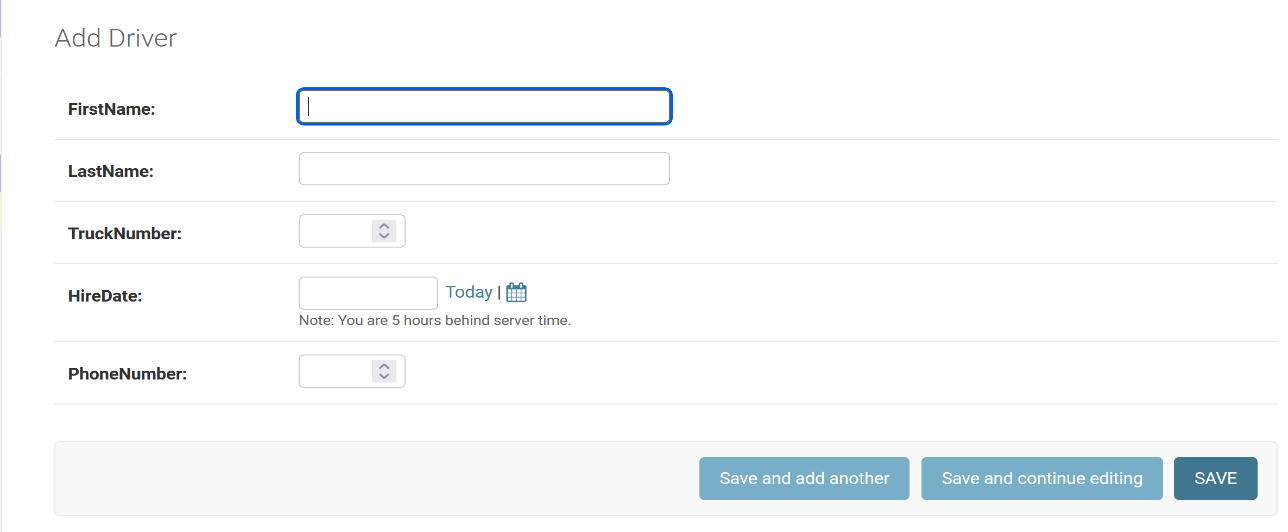 Add Driver
FirstName:
LastName:
TruckNumber:
HireDate:
Today |
Note: You are 5 hours behind server time.
PhoneNumber:
Save and add another
Save and continue editing
SAVE